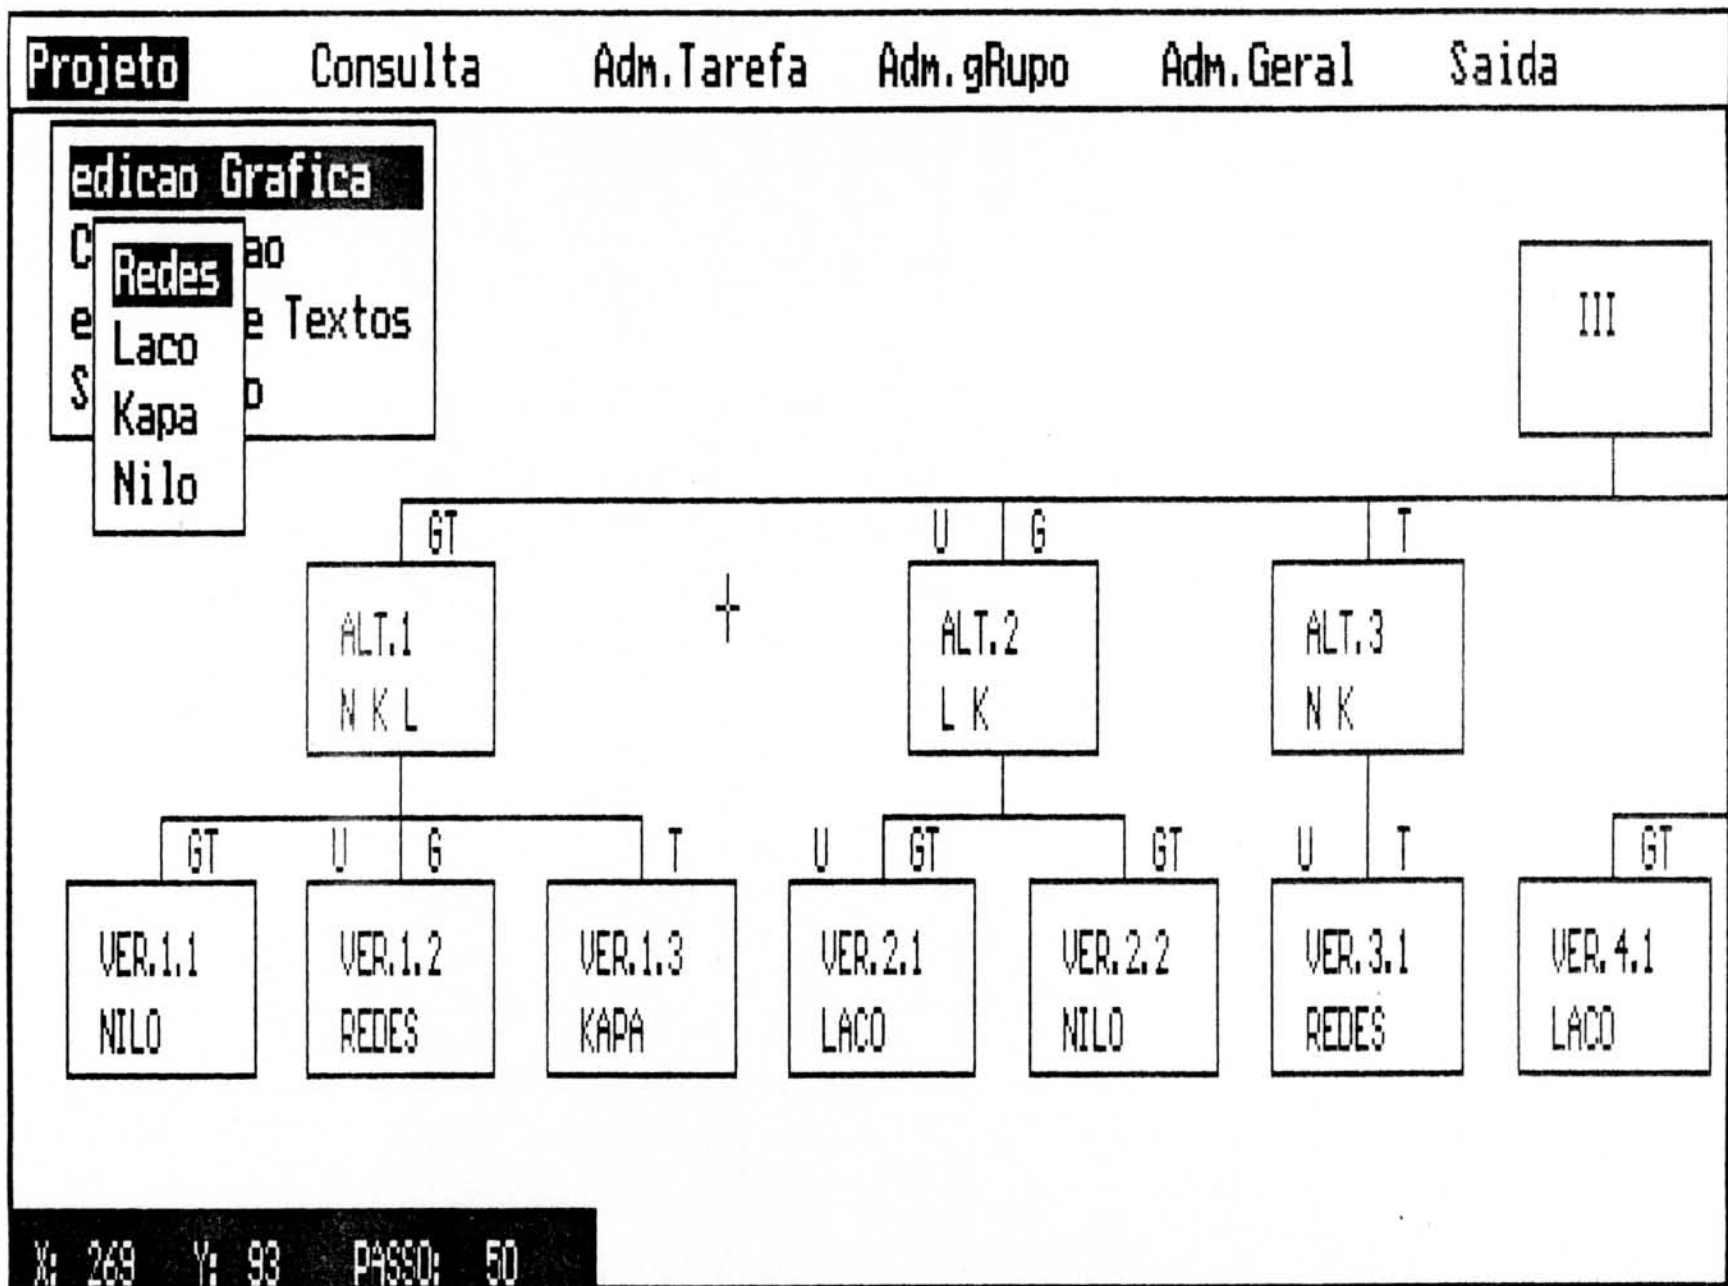 Projeto Consulta Adm.Tarefa Adm.gRupo Adm.Geral Saida
edicao Grafica
C ao
e e Textos
S o
Redes
Laco
Kapa
Nilo
III
GT U G T
ALT.1 ALT.2 ALT.3
N K L L K N K
GT U G T U GT GT U T GT
VER.1.1 VER.1.2 VER.1.3 VER.2.1 VER.2.2 VER.3.1 VER.4.1
NILO REDES KAPA LACO NILO REDES LACO
X: 269 Y: 93 PASSO: 50